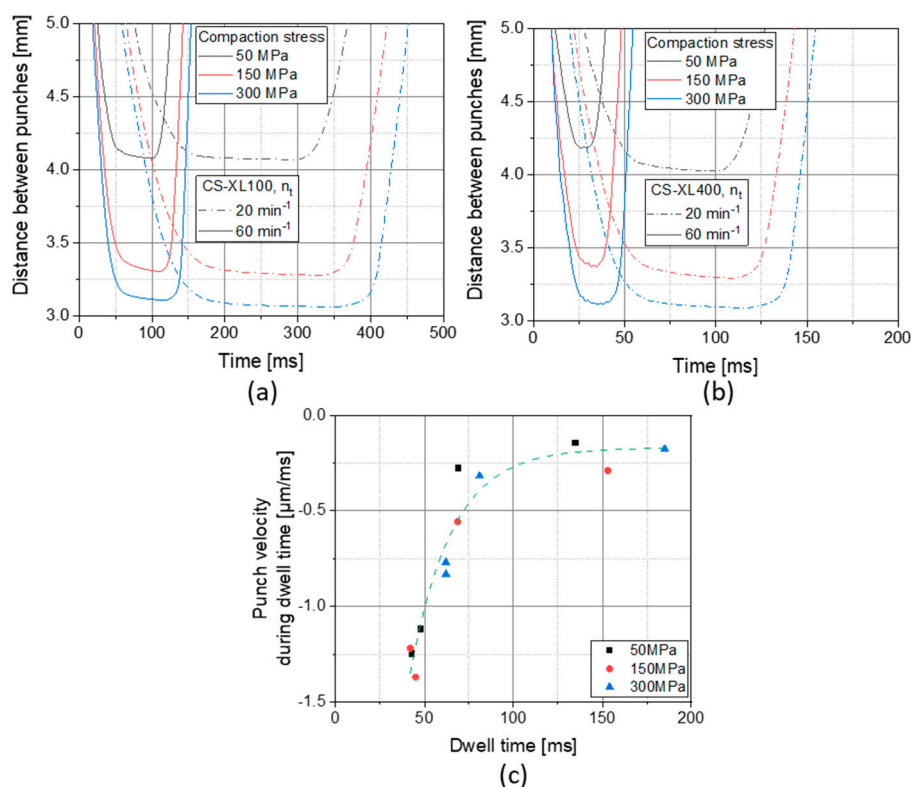 5.0
4.5
4.0
3.5
3.0
Distance between punches [mm]
Compaction stress
50 MPa
150 MPa
300 MPa
CS-XL100, nt
20 min-1
60 min-1
0 100 200 300 400 500
Time [ms]
(a)
5.0
4.5
4.0
3.5
3.0
Distance between punches [mm]
Compaction stress
50 MPa
150 MPa
300 MPa
CS-XL400, nt
20 min-1
60 min-1
0 50 100 150 200
Time [ms]
(b)
0.0
-0.5
-1.0
-1.5
Punch velocity
during dwell time [µm/ms]
50MPa
150MPa
300MPa
0 50 100 150 200
Dwell time [ms]
(c)